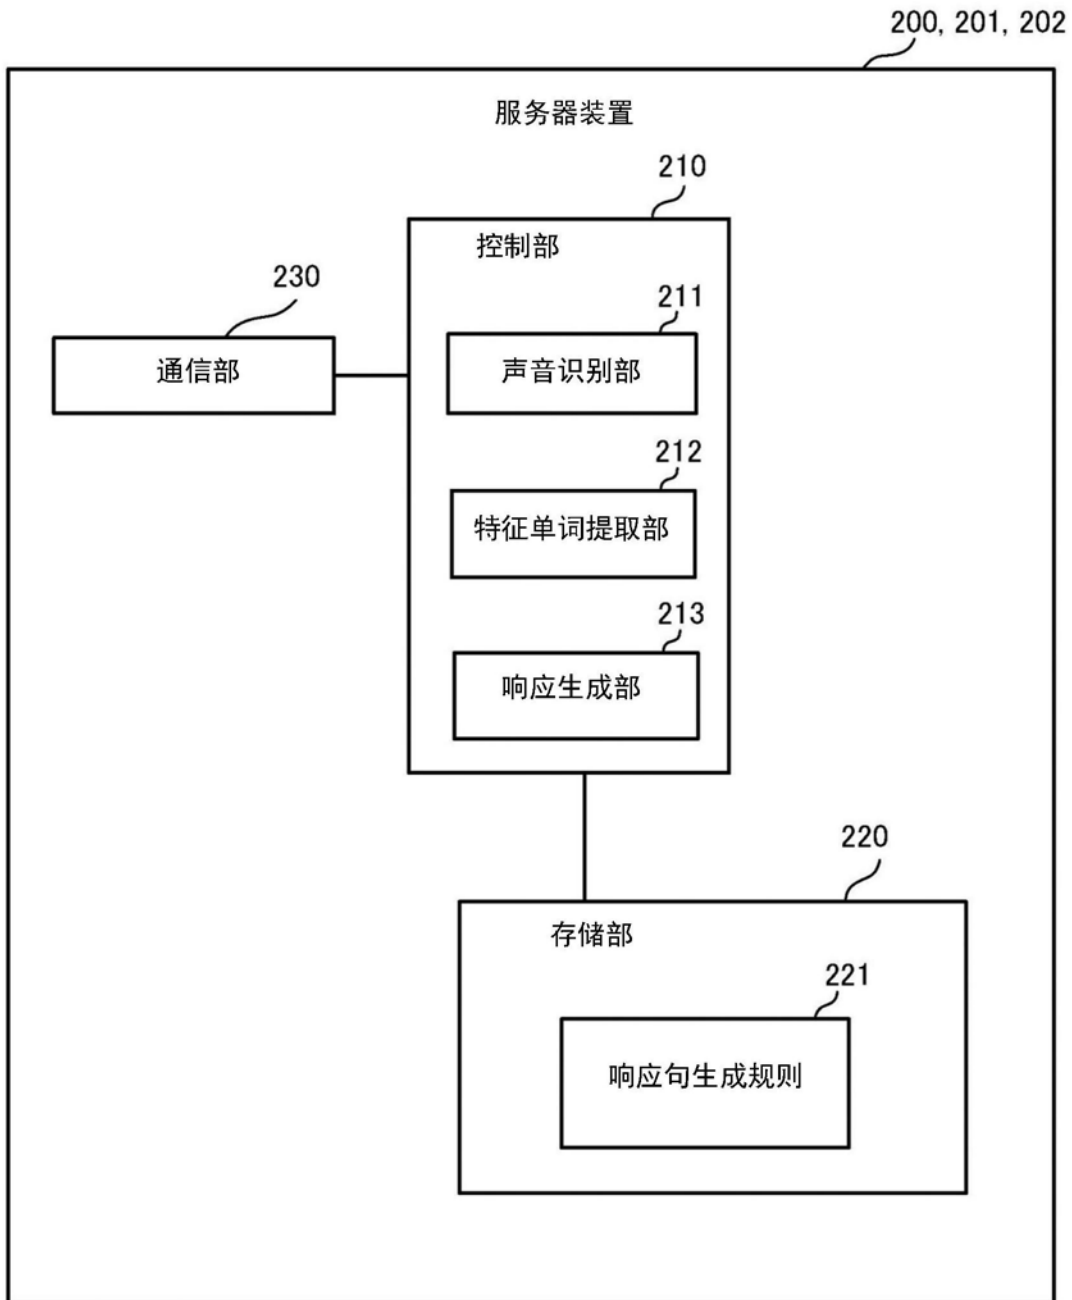 200, 201, 202
服务器装置
210
控制部
230
通信部
211
声音识别部
212
特征单词提取部
213
响应生成部
220
存储部
221
响应句生成规则